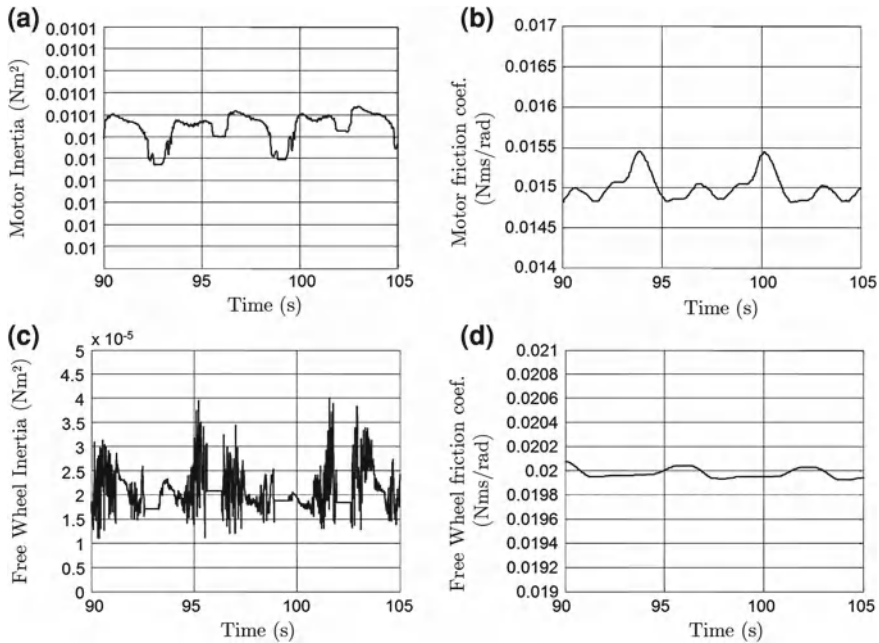 (a)
0.0101
0.0101
0.0101
0.0101
0.0101
0.01
0.01
0.01
0.01
0.01
0.01
Motor Inertia (Nm²)
90 95 100 105
Time (s)
(b)
0.017
0.0165
0.016
0.0155
0.015
0.0145
0.014
Motor friction coef.
(Nms/rad)
90 95 100 105
Time (s)
(c)
x 10⁻⁵
5
4.5
4
3.5
3
2.5
2
1.5
1
0.5
0
Free Wheel Inertia (Nm²)
90 95 100 105
Time (s)
(d)
0.021
0.0208
0.0206
0.0204
0.0202
0.02
0.0198
0.0196
0.0194
0.0192
0.019
Free Wheel friction coef.
(Nms/rad)
90 95 100 105
Time (s)